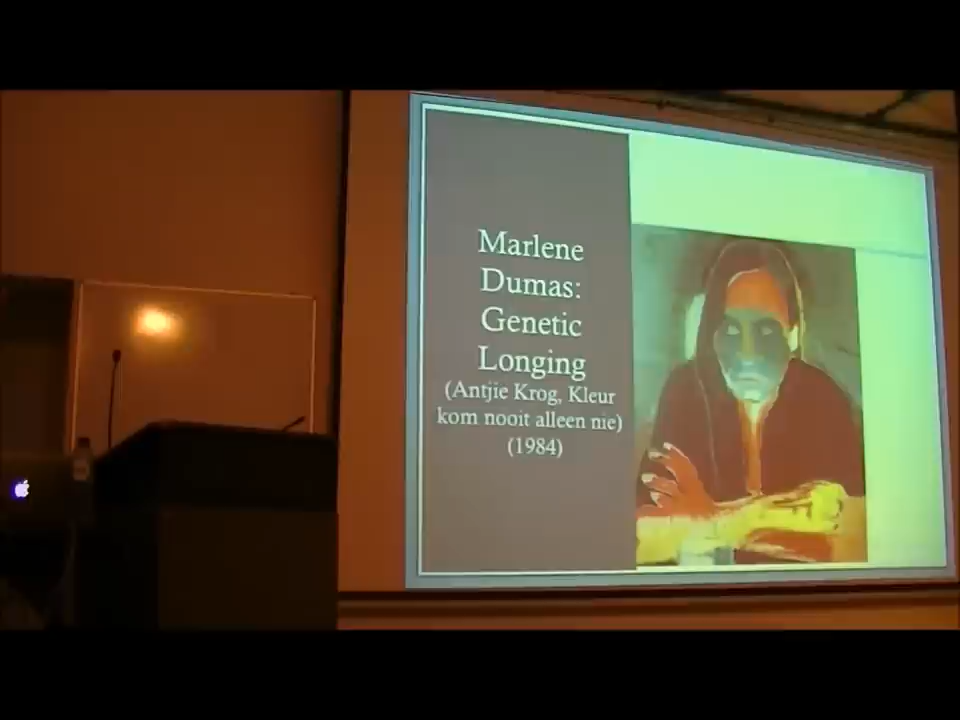 Marlene
Dumas:
Genetic
Longing
(Antjie Krog, Kleur
kom nooit alleen nie)
(1984)